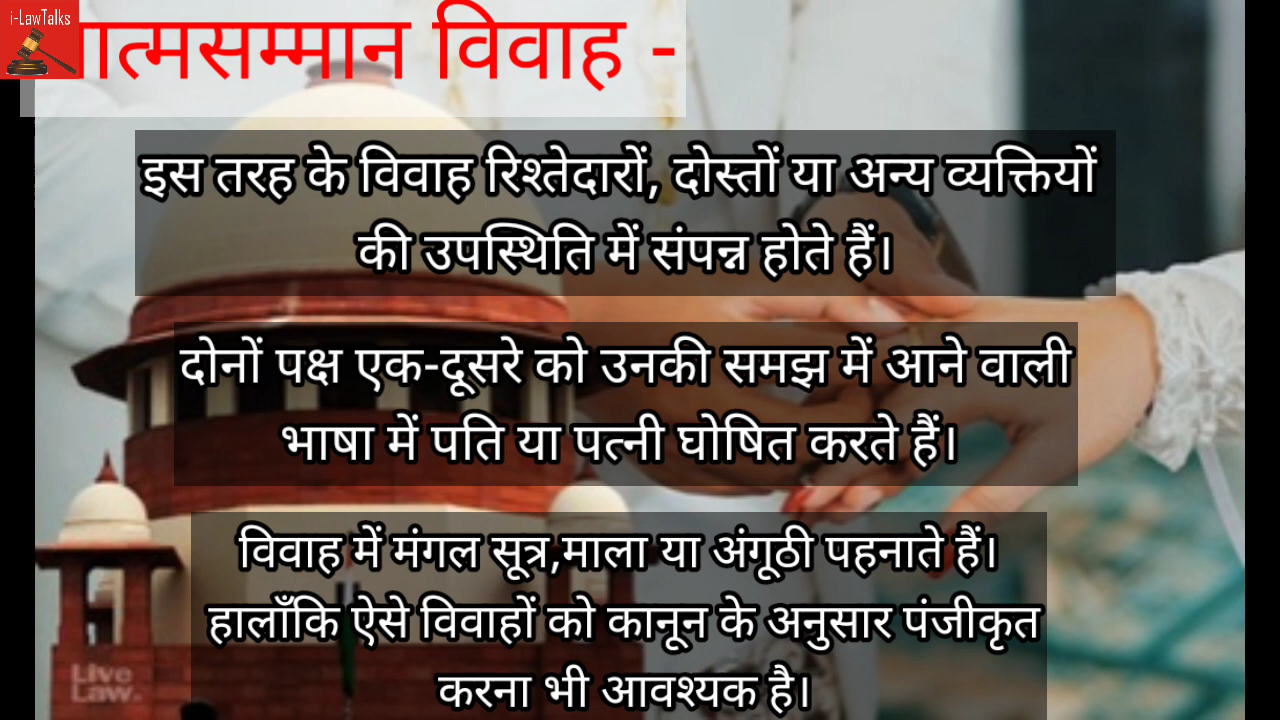 i-LawTalks
ात्मसम्मान विवाह -
इस तरह के विवाह रिश्तेदारों, दोस्तों या अन्य व्यक्तियों
की उपस्थिति में संपन्न होते हैं।
दोनों पक्ष एक-दूसरे को उनकी समझ में आने वाली
भाषा में पति या पत्नी घोषित करते हैं।
विवाह में मंगल सूत्र,माला या अंगूठी पहनाते हैं।
हालाँकि ऐसे विवाहों को कानून के अनुसार पंजीकृत
करना भी आवश्यक है।
Live
Law.